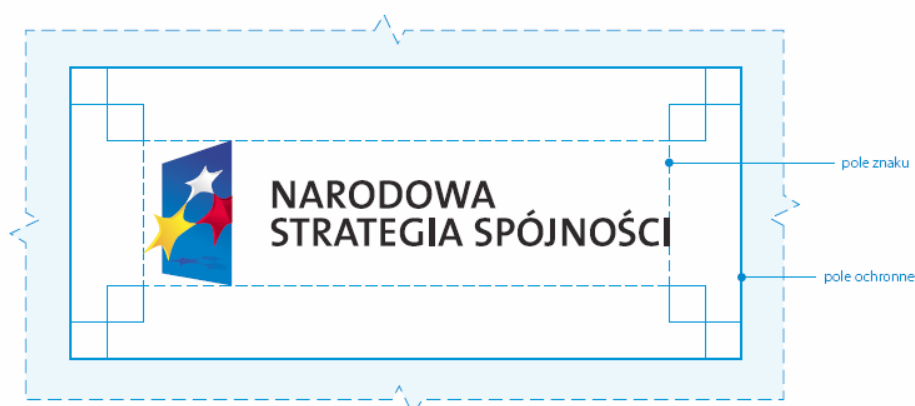 pole znaku
NARODOWA
STRATEGIA SPÓJNOŚCI
pole ochronne